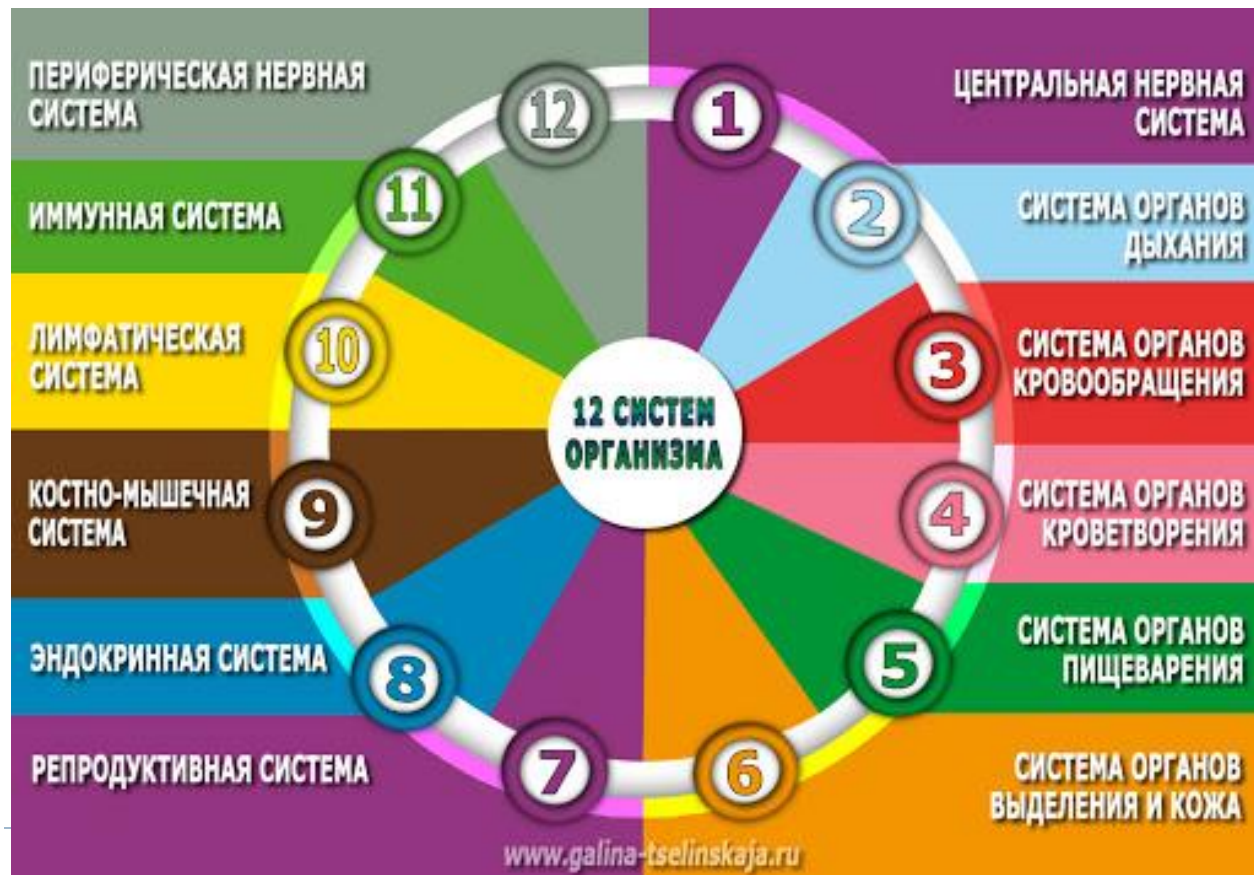 ПЕРИФЕРИЧЕСКАЯ НЕРВНАЯ
СИСТЕМА
12
1
ЦЕНТРАЛЬНАЯ НЕРВНАЯ
СИСТЕМА
ИММУННАЯ СИСТЕМА
11
2
СИСТЕМА ОРГАНОВ
ДЫХАНИЯ
ЛИМФАТИЧЕСКАЯ
СИСТЕМА
10
3
СИСТЕМА ОРГАНОВ
КРОВООБРАЩЕНИЯ
12 СИСТЕМ
ОРГАНИЗМА
КОСТНО-МЫШЕЧНАЯ
СИСТЕМА
9
4
СИСТЕМА ОРГАНОВ
КРОВЕТВОРЕНИЯ
ЭНДОКРИННАЯ СИСТЕМА
8
5
СИСТЕМА ОРГАНОВ
ПИЩЕВАРЕНИЯ
РЕПРОДУКТИВНАЯ СИСТЕМА
7
6
СИСТЕМА ОРГАНОВ
ВЫДЕЛЕНИЯ И КОЖА
www.galina-tselinskaja.ru